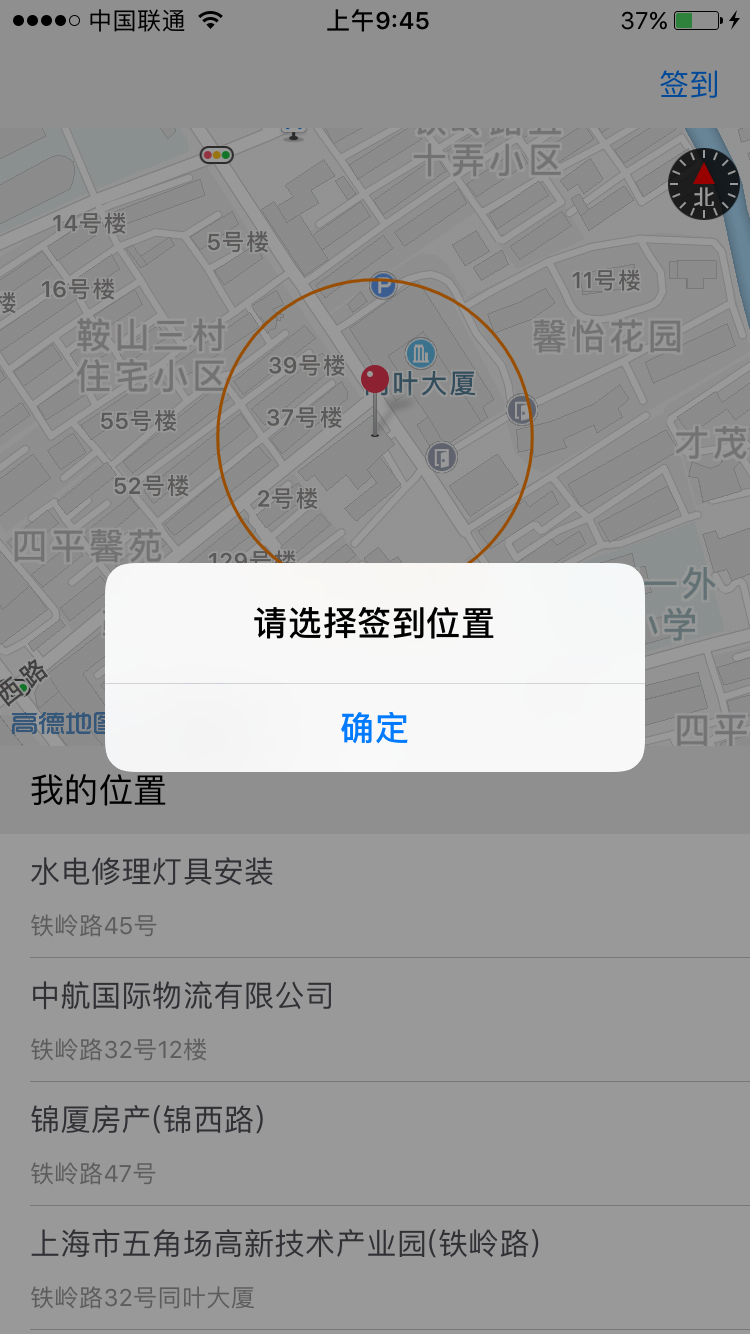 中国联通
上午9:45
37%
签到
十弄小区
北
14号楼
5号楼
11号楼
16号楼
楼
鞍山三村
住宅小区
馨怡花园
39号楼
叶大厦
37号楼
55号楼
才茂
52号楼
2号楼
四平馨苑
129号楼
一外
小学
西路
高德地图
四平
请选择签到位置
确定
我的位置
水电修理灯具安装
铁岭路45号
中航国际物流有限公司
铁岭路32号12楼
锦厦房产(锦西路)
铁岭路47号
上海市五角场高新技术产业园(铁岭路)
铁岭路32号同叶大厦